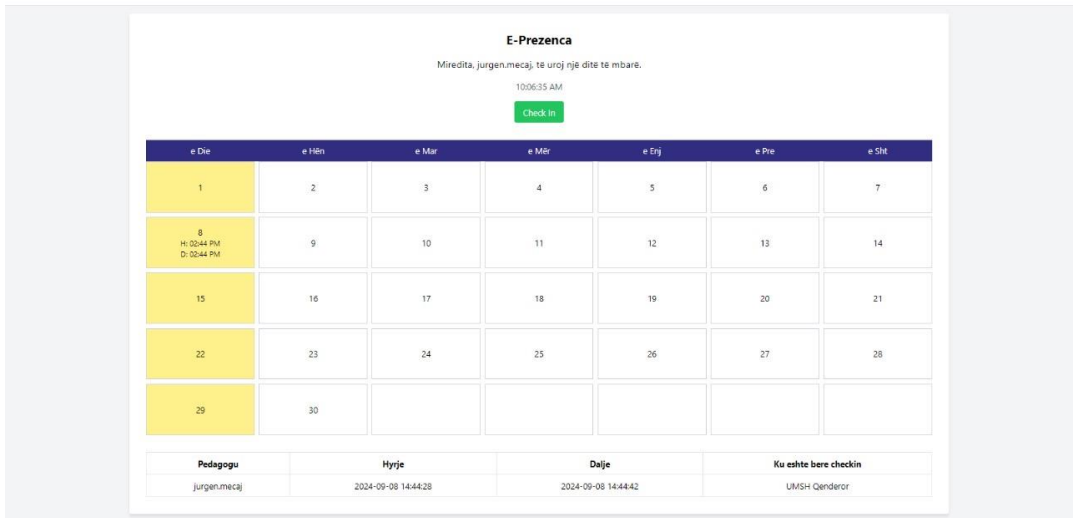 E-Prezenca
Miredita, jurgen.mecaj, të uroj një ditë të mbarë.
10:06:35 AM
Check In
e Die e Hën e Mar e Mër e Enj e Pre e Sht
1 2 3 4 5 6 7
8 9 10 11 12 13 14
H: 02:44 PM
D: 02:44 PM
15 16 17 18 19 20 21
22 23 24 25 26 27 28
29 30
Pedagogu Hyrje Dalje Ku eshte bere checkin
jurgen.mecaj 2024-09-08 14:44:28 2024-09-08 14:44:42 UMSH Qenderor